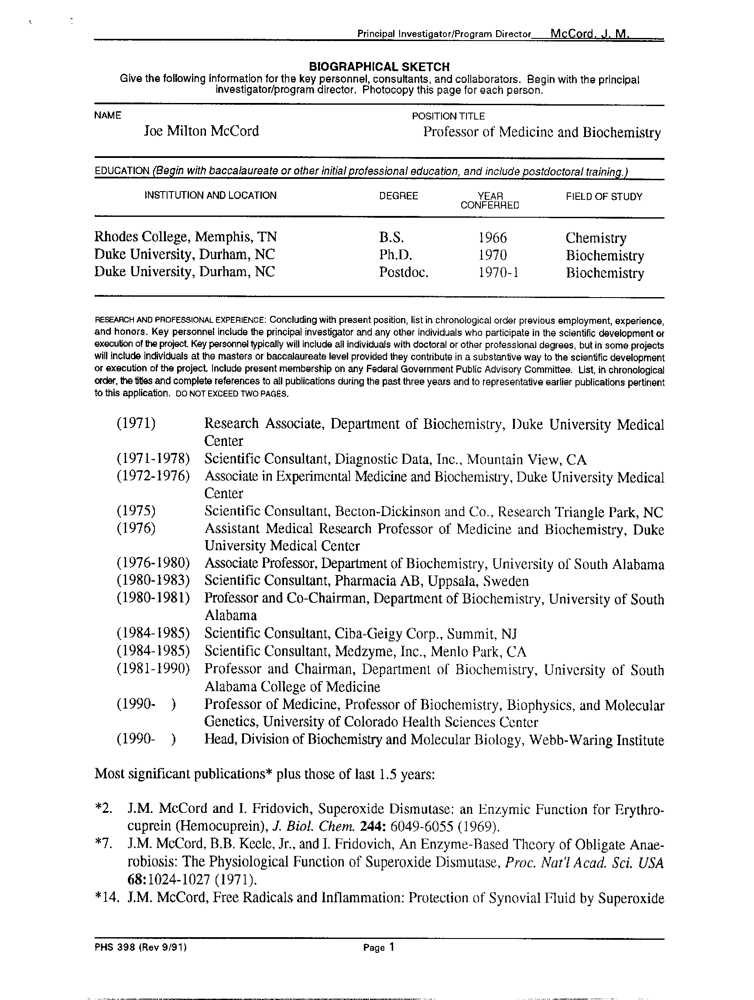 Principal Investigator/Program Director McCord, J. M.
BIOGRAPHICAL SKETCH
Give the following information for the key personnel, consultants, and collaborators. Begin with the principal
investigator/program director. Photocopy this page for each person.
NAME POSITION TITLE
Joe Milton McCord Professor of Medicine and Biochemistry
EDUCATION (Begin with baccalaureate or other initial professional education, and include postdoctoral training.)
INSTITUTION AND LOCATION DEGREE YEAR CONFERRED FIELD OF STUDY
Rhodes College, Memphis, TN B.S. 1966 Chemistry
Duke University, Durham, NC Ph.D. 1970 Biochemistry
Duke University, Durham, NC Postdoc. 1970-1 Biochemistry
RESEARCH AND PROFESSIONAL EXPERIENCE: Concluding with present position, list in chronological order previous employment, experience,
and honors. Key personnel include the principal investigator and any other individuals who participate in the scientific development or
execution of the project. Key personnel typically will include all individuals with doctoral or other professional degrees, but in some projects
will include individuals at the masters or baccalaureate level provided they contribute in a substantive way to the scientific development
or execution of the project. Include present membership on any Federal Government Public Advisory Committee. List, in chronological
order, the titles and complete references to all publications during the past three years and to representative earlier publications pertinent
to this application. DO NOT EXCEED TWO PAGES.
(1971) Research Associate, Department of Biochemistry, Duke University Medical
Center
(1971-1978) Scientific Consultant, Diagnostic Data, Inc., Mountain View, CA
(1972-1976) Associate in Experimental Medicine and Biochemistry, Duke University Medical
Center
(1975) Scientific Consultant, Becton-Dickinson and Co., Research Triangle Park, NC
(1976) Assistant Medical Research Professor of Medicine and Biochemistry, Duke
University Medical Center
(1976-1980) Associate Professor, Department of Biochemistry, University of South Alabama
(1980-1983) Scientific Consultant, Pharmacia AB, Uppsala, Sweden
(1980-1981) Professor and Co-Chairman, Department of Biochemistry, University of South
Alabama
(1984-1985) Scientific Consultant, Ciba-Geigy Corp., Summit, NJ
(1984-1985) Scientific Consultant, Medzyme, Inc., Menlo Park, CA
(1981-1990) Professor and Chairman, Department of Biochemistry, University of South
Alabama College of Medicine
(1990- ) Professor of Medicine, Professor of Biochemistry, Biophysics, and Molecular
Genetics, University of Colorado Health Sciences Center
(1990- ) Head, Division of Biochemistry and Molecular Biology, Webb-Waring Institute
Most significant publications* plus those of last 1.5 years:
*2. J.M. McCord and I. Fridovich, Superoxide Dismutase: an Enzymic Function for Erythro-
cuprein (Hemocuprein), J. Biol. Chem. 244: 6049-6055 (1969).
*7. J.M. McCord, B.B. Keele, Jr., and I. Fridovich, An Enzyme-Based Theory of Obligate Anae-
robiosis: The Physiological Function of Superoxide Dismutase, Proc. Nat'l Acad. Sci. USA
68:1024-1027 (1971).
*14. J.M. McCord, Free Radicals and Inflammation: Protection of Synovial Fluid by Superoxide
PHS 398 (Rev 9/91) Page 1